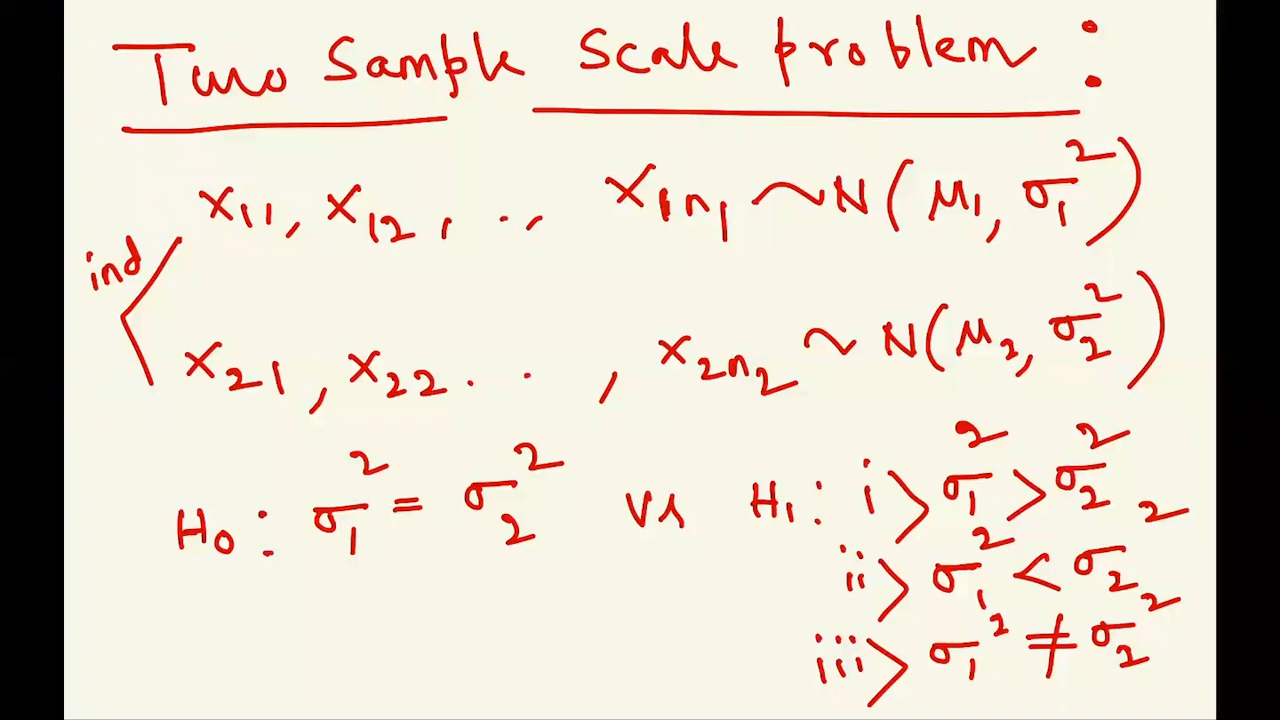 Two Sample Scale problem :
X₁₁, X₁₂, .., X₁ₙ₁ ~ N(μ₁, σ₁²)
ind
X₂₁, X₂₂ . . , X₂ₙ₂ ~ N(μ₂, σ₂²)
H₀ : σ₁² = σ₂² vs H₁ : i> σ₁² > σ₂²
ii> σ₁² < σ₂²
iii> σ₁² ≠ σ₂²